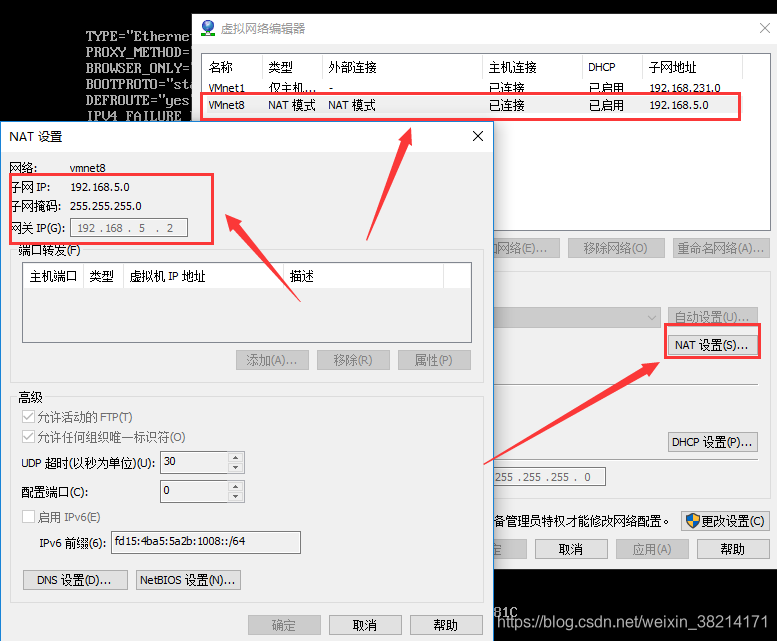 TYPE="Etherne
PROXY_METHOD=
BROWSER_ONLY=
BOOTPROTO="sta
DEFROUTE="yes
IPV4_FAILURE_
虚拟网络编辑器
名称 类型 外部连接 主机连接 DHCP 子网地址
VMnet1 仅主机... - 已连接 已启用 192.168.231.0
VMnet8 NAT 模式 NAT 模式 已连接 已启用 192.168.5.0
网络(E)... 移除网络(O) 重命名网络(A)...
自动设置(U)...
NAT 设置(S)...
DHCP 设置(P)...
255 . 255 . 255 . 0
备管理员特权才能修改网络配置。 更改设置(C)
定 取消 应用(A) 帮助
NAT 设置
网络: vmnet8
子网 IP: 192.168.5.0
子网掩码: 255.255.255.0
网关 IP(G): 192 . 168 . 5 . 2
端口转发(F)
主机端口 类型 虚拟机 IP 地址 描述
添加(A)... 移除(R) 属性(P)
高级
允许活动的 FTP(T)
允许任何组织唯一标识符(O)
UDP 超时(以秒为单位)(U): 30
配置端口(C): 0
启用 IPv6(E)
IPv6 前缀(6): fd15:4ba5:5a2b:1008::/64
DNS 设置(D)... NetBIOS 设置(N)...
确定 取消 帮助
81C
https://blog.csdn.net/weixin_38214171